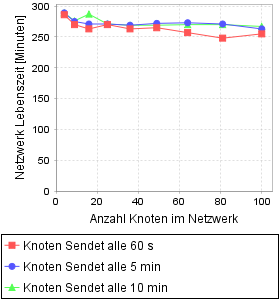 300
250
200
150
100
50
0
Netzwerk Lebenszeit [Minuten]
0 20 40 60 80 100
Anzahl Knoten im Netzwerk
Knoten Sendet alle 60 s
Knoten Sendet alle 5 min
Knoten Sendet alle 10 min